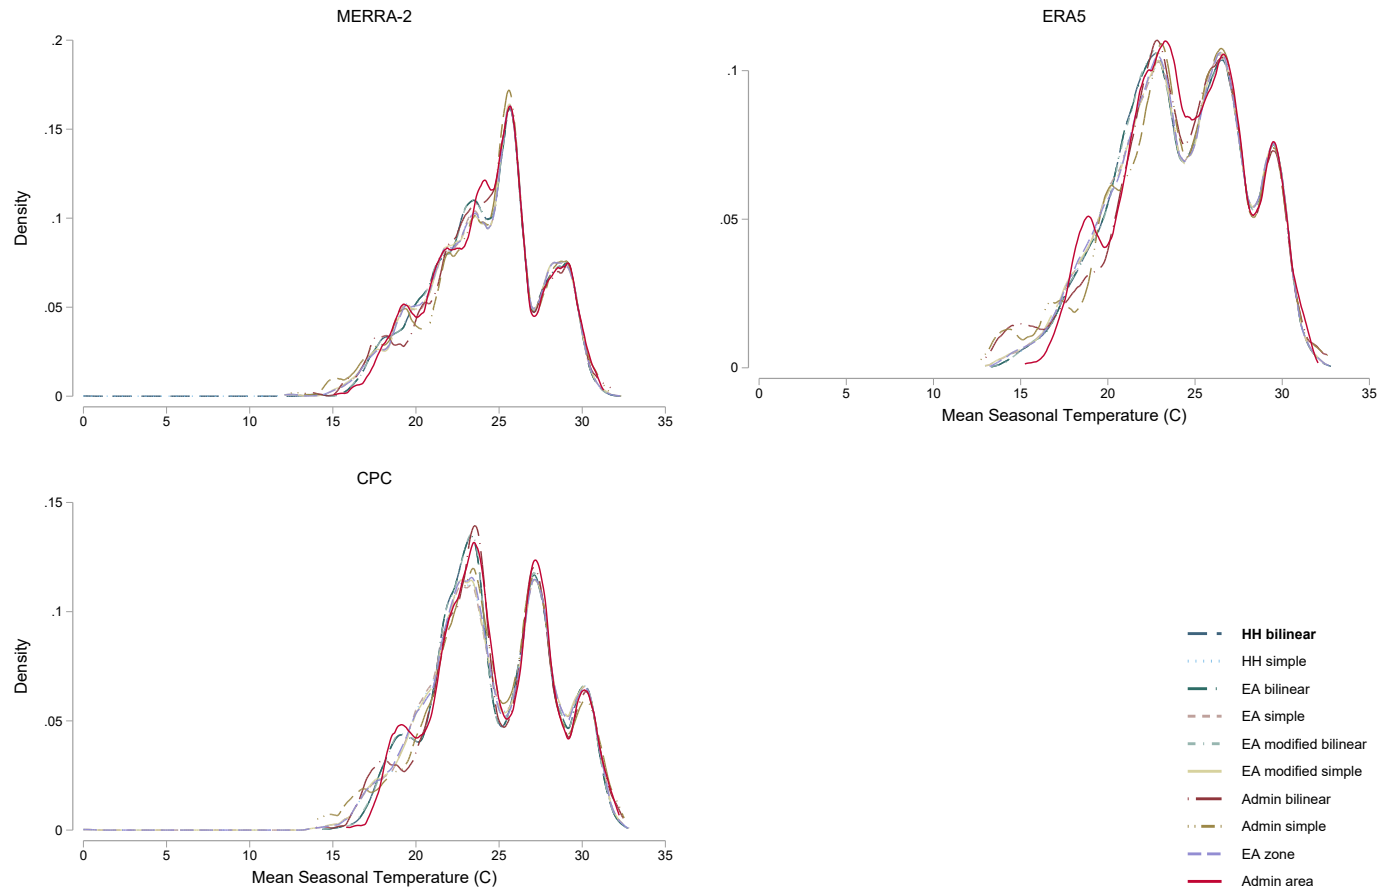 MERRA-2
.2
.15
.1
.05
0
Density
0 5 10 15 20 25 30 35
ERA5
.1
.05
0
0 5 10 15 20 25 30 35
Mean Seasonal Temperature (C)
CPC
.15
.1
.05
0
Density
0 5 10 15 20 25 30 35
Mean Seasonal Temperature (C)
HH bilinear
HH simple
EA bilinear
EA simple
EA modified bilinear
EA modified simple
Admin bilinear
Admin simple
EA zone
Admin area